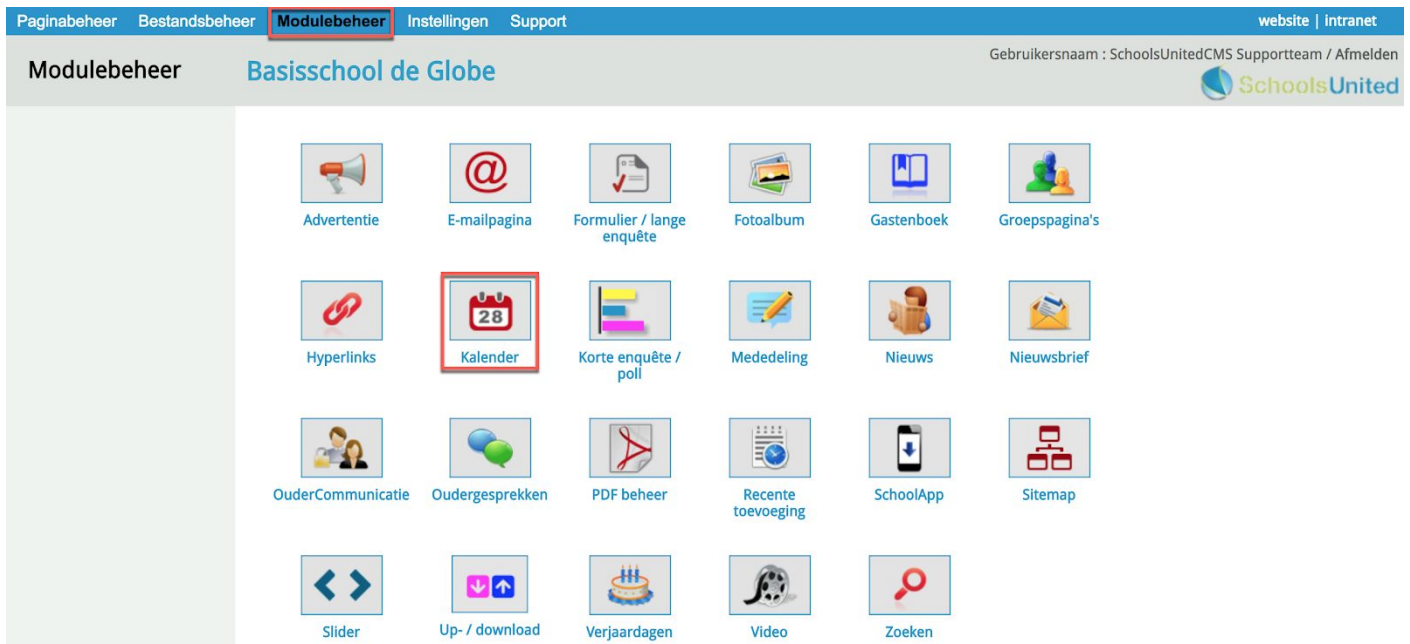 Paginabeheer Bestandsbeheer Modulebeheer Instellingen Support website | intranet
Gebruikersnaam : SchoolsUnitedCMS Supportteam / Afmelden
Modulebeheer Basisschool de Globe
SchoolsUnited
Advertentie E-mailpagina Formulier / lange Fotoalbum Gastenboek Groepspagina's
enquête
28
Hyperlinks Kalender Korte enquête / Mededeling Nieuws Nieuwsbrief
poll
OuderCommunicatie Oudergesprekken PDF beheer Recente SchoolApp Sitemap
toevoeging
Slider Up- / download Verjaardagen Video Zoeken